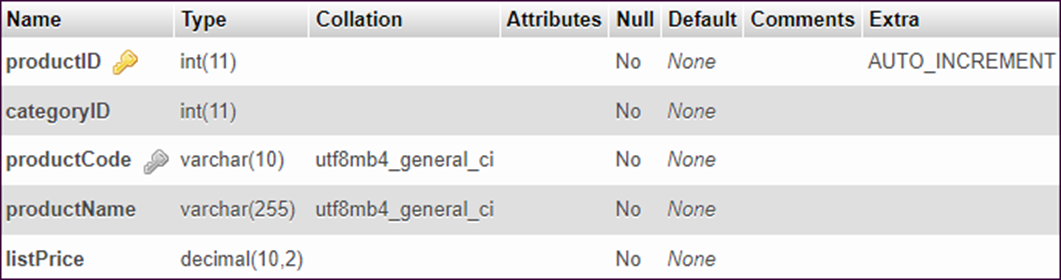 Name Type Collation Attributes Null Default Comments Extra
productID int(11) No None AUTO_INCREMENT
categoryID int(11) No None
productCode varchar(10) utf8mb4_general_ci No None
productName varchar(255) utf8mb4_general_ci No None
listPrice decimal(10,2) No None